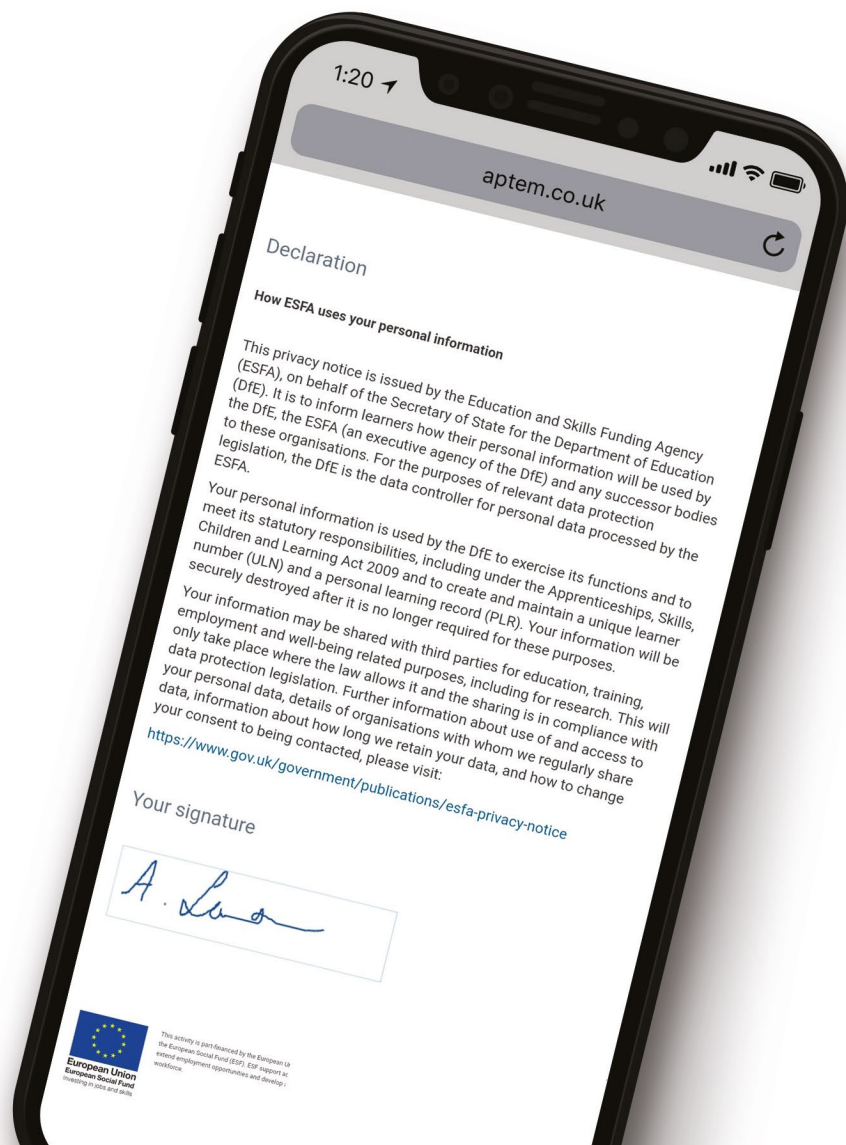 1:20
aptem.co.uk
Declaration
How ESFA uses your personal information
This privacy notice is issued by the Education and Skills Funding Agency
(ESFA), on behalf of the Secretary of State for the Department of Education
(DfE). It is to inform learners how their personal information will be used by
the DfE, the ESFA (an executive agency of the DfE) and any successor bodies
to these organisations. For the purposes of relevant data protection
legislation, the DfE is the data controller for personal data processed by the
ESFA.
Your personal information is used by the DfE to exercise its functions and to
meet its statutory responsibilities, including under the Apprenticeships, Skills,
Children and Learning Act 2009 and to create and maintain a unique learner
number (ULN) and a personal learning record (PLR). Your information will be
securely destroyed after it is no longer required for these purposes.
Your information may be shared with third parties for education, training,
employment and well-being related purposes, including for research. This will
only take place where the law allows it and the sharing is in compliance with
data protection legislation. Further information about use of and access to
your personal data, details of organisations with whom we regularly share
data, information about how long we retain your data, and how to change
your consent to being contacted, please visit:
https://www.gov.uk/government/publications/esfa-privacy-notice
Your signature
A.
European Union
European Social Fund
Investing in jobs and skills
This activity is part-financed by the European
the European Social Fund (ESF). ESF support
extend employment opportunities and develop
workforce.